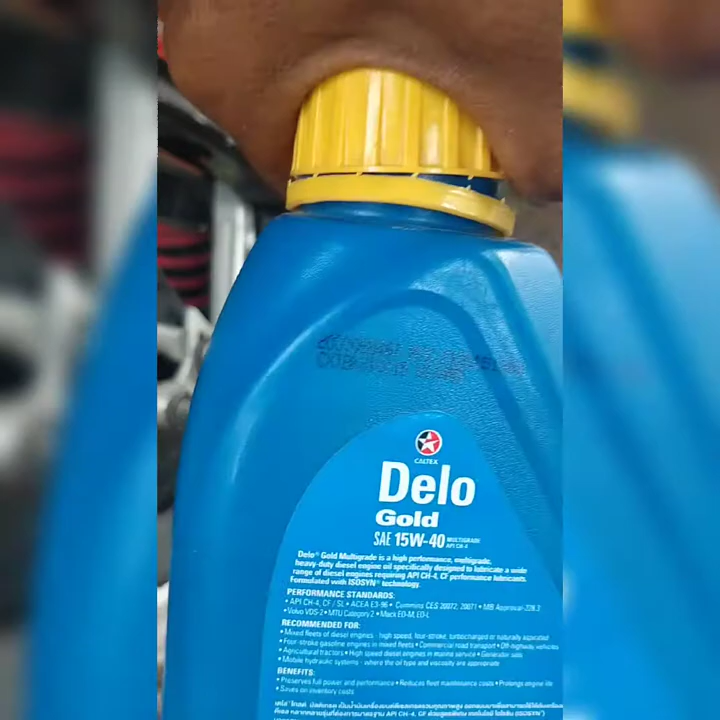 CALTEX
Delo
Gold
SAE 15W-40 MULTIGRADE
API CH-4
Delo® Gold Multigrade is a high performance, multigrade,
heavy-duty diesel engine oil specifically designed to lubricate a wide
range of diesel engines requiring API CH-4, CF performance lubricants.
Formulated with ISOSYN® technology.
PERFORMANCE STANDARDS:
• API CH-4, CF / SL • ACEA E3-96 • Cummins CES 20072, 20071 • MB Approval-228.3
• Volvo VDS-2 • MTU Category 2 • Mack EO-M, EO-L
RECOMMENDED FOR:
• Mixed fleets of diesel engines - high speed, four-stroke, turbocharged or naturally aspirated
• Four-stroke gasoline engines in mixed fleets • Commercial road transport • Off-highway vehicles
• Agricultural tractors • High speed diesel engines in marine service • Generator sets
• Mobile hydraulic systems - where the oil type and viscosity are appropriate
BENEFITS:
• Preserves full power and performance • Reduces fleet maintenance costs • Prolongs engine life
• Saves on inventory costs